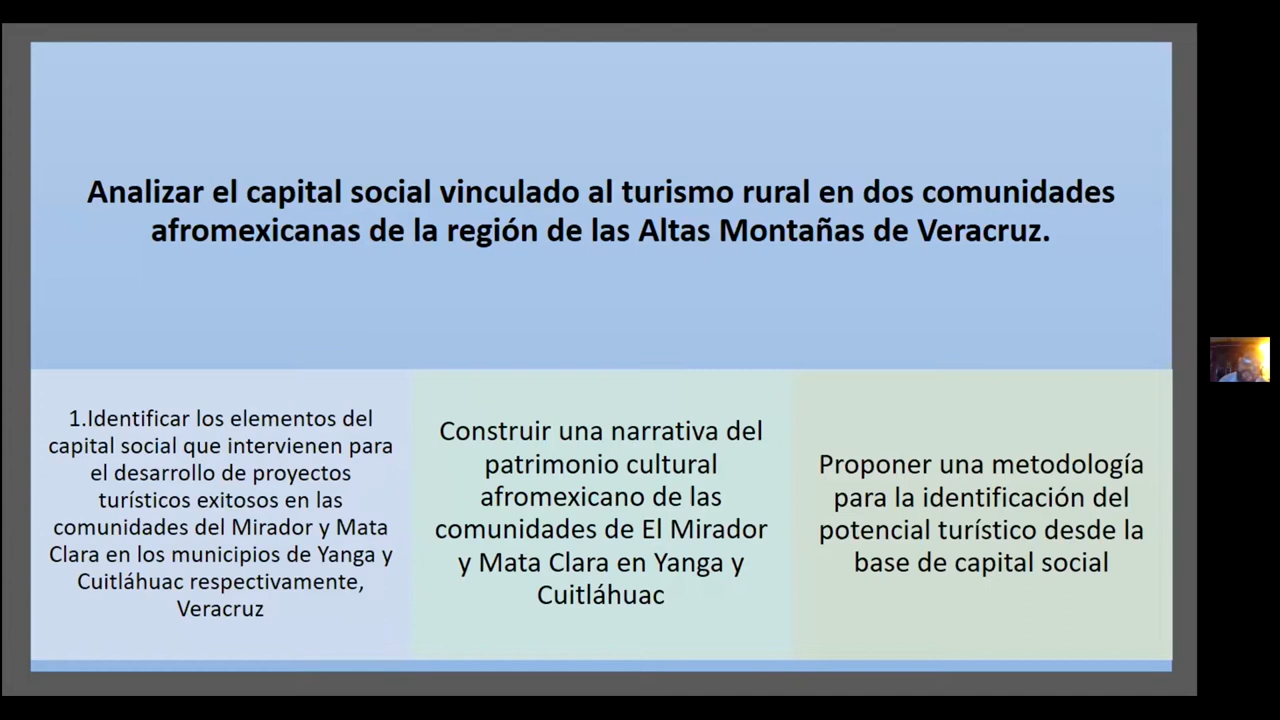 Analizar el capital social vinculado al turismo rural en dos comunidades
afromexicanas de la región de las Altas Montañas de Veracruz.
1.Identificar los elementos del
capital social que intervienen para
el desarrollo de proyectos
turísticos exitosos en las
comunidades del Mirador y Mata
Clara en los municipios de Yanga y
Cuitláhuac respectivamente,
Veracruz
Construir una narrativa del
patrimonio cultural
afromexicano de las
comunidades de El Mirador
y Mata Clara en Yanga y
Cuitláhuac
Proponer una metodología
para la identificación del
potencial turístico desde la
base de capital social